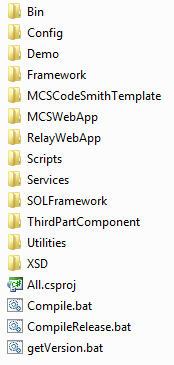 Bin
Config
Demo
Framework
MCSCodeSmithTemplate
MCSWebApp
RelayWebApp
Scripts
Services
SOLFramework
ThirdPartComponent
Utilities
XSD
All.csproj
Compile.bat
CompileRelease.bat
getVersion.bat